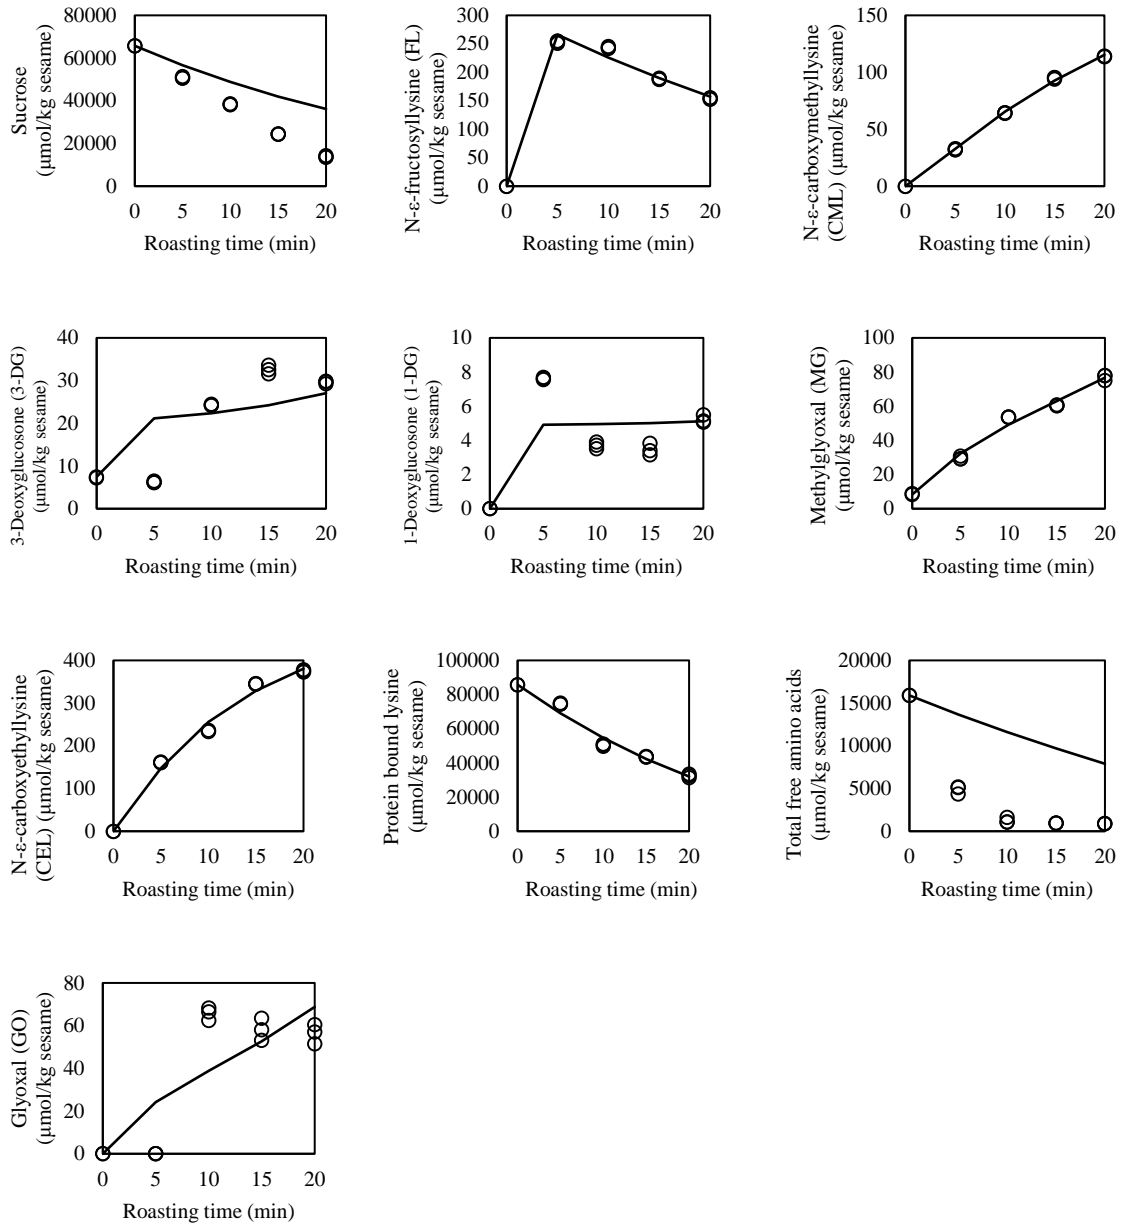 Sucrose
(μmol/kg sesame)
80000
60000
40000
20000
0
0 5 10 15 20
Roasting time (min)
N-ε-fructosyllysine (FL)
(μmol/kg sesame)
300
250
200
150
100
50
0
0 5 10 15 20
Roasting time (min)
N-ε-carboxymethyllysine
(CML) (μmol/kg sesame)
150
100
50
0
0 5 10 15 20
Roasting time (min)
3-Deoxyglucosone (3-DG)
(μmol/kg sesame)
40
30
20
10
0
0 5 10 15 20
Roasting time (min)
1-Deoxyglucosone (1-DG)
(μmol/kg sesame)
10
8
6
4
2
0
0 5 10 15 20
Roasting time (min)
Methylglyoxal (MG)
(μmol/kg sesame)
100
80
60
40
20
0
0 5 10 15 20
Roasting time (min)
N-ε-carboxyethyllysine
(CEL) (μmol/kg sesame)
400
300
200
100
0
0 5 10 15 20
Roasting time (min)
Protein bound lysine
(μmol/kg sesame)
100000
80000
60000
40000
20000
0
0 5 10 15 20
Roasting time (min)
Total free amino acids
(μmol/kg sesame)
20000
15000
10000
5000
0
0 5 10 15 20
Roasting time (min)
Glyoxal (GO)
(μmol/kg sesame)
80
60
40
20
0
0 5 10 15 20
Roasting time (min)